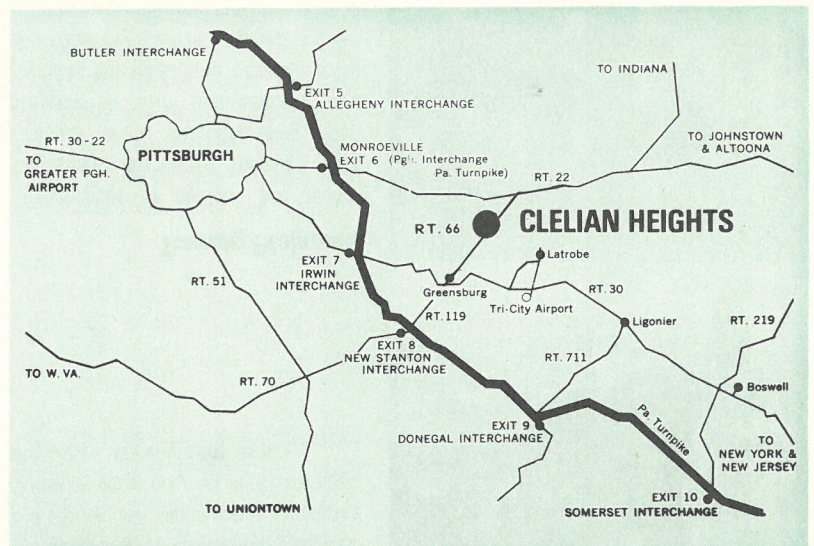 BUTLER INTERCHANGE
EXIT 5
ALLEGHENY INTERCHANGE
TO INDIANA
RT. 30-22
PITTSBURGH
MONROEVILLE
EXIT 6 (Pgh. Interchange
Pa. Turnpike)
TO JOHNSTOWN
& ALTOONA
TO
GREATER PGH.
AIRPORT
RT. 22
RT. 66
CLELIAN HEIGHTS
EXIT 7
IRWIN
INTERCHANGE
Latrobe
Greensburg
Tri-City Airport
RT. 30
RT. 51
RT. 119
Ligonier
RT. 219
EXIT 8
NEW STANTON
INTERCHANGE
RT. 711
TO W. VA.
RT. 70
Boswell
EXIT 9
DONEGAL INTERCHANGE
Pa. Turnpike
TO
NEW YORK &
NEW JERSEY
TO UNIONTOWN
EXIT 10
SOMERSET INTERCHANGE